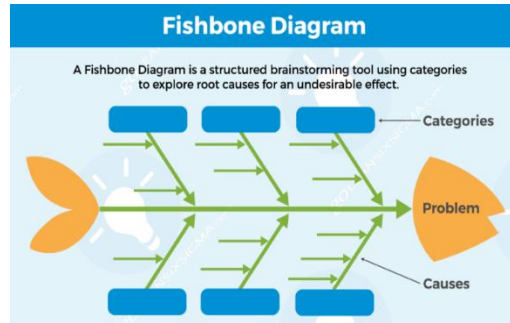 Fishbone Diagram
A Fishbone Diagram is a structured brainstorming tool using categories
to explore root causes for an undesirable effect.
Categories
Problem
Causes